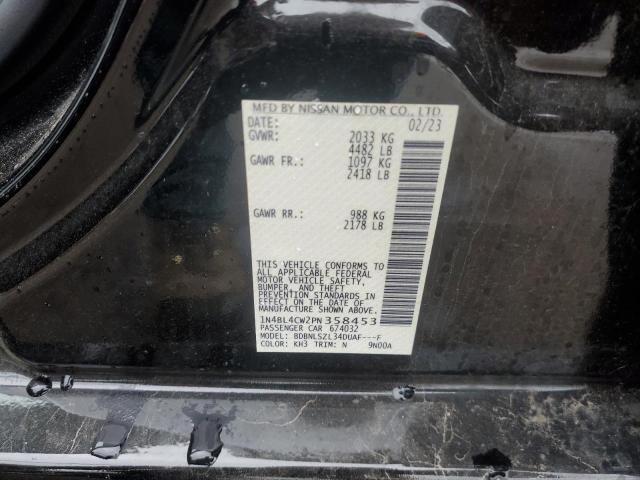 MFD BY NISSAN MOTOR CO., LTD.
DATE: 02/23
GVWR: 2033 KG
4482 LB
GAWR FR.: 1097 KG
2418 LB
GAWR RR.: 988 KG
2178 LB
THIS VEHICLE CONFORMS TO
ALL APPLICABLE FEDERAL
MOTOR VEHICLE SAFETY,
BUMPER, AND THEFT
PREVENTION STANDARDS
IN EFFECT ON THE DATE OF
MANUFACTURE SHOWN ABOVE.
1N4BL4CW2PN358453
PASSENGER CAR 674032
MODEL: BDBNLSZL34DUAF---F
COLOR: KH3 TRIM: N 9N00A